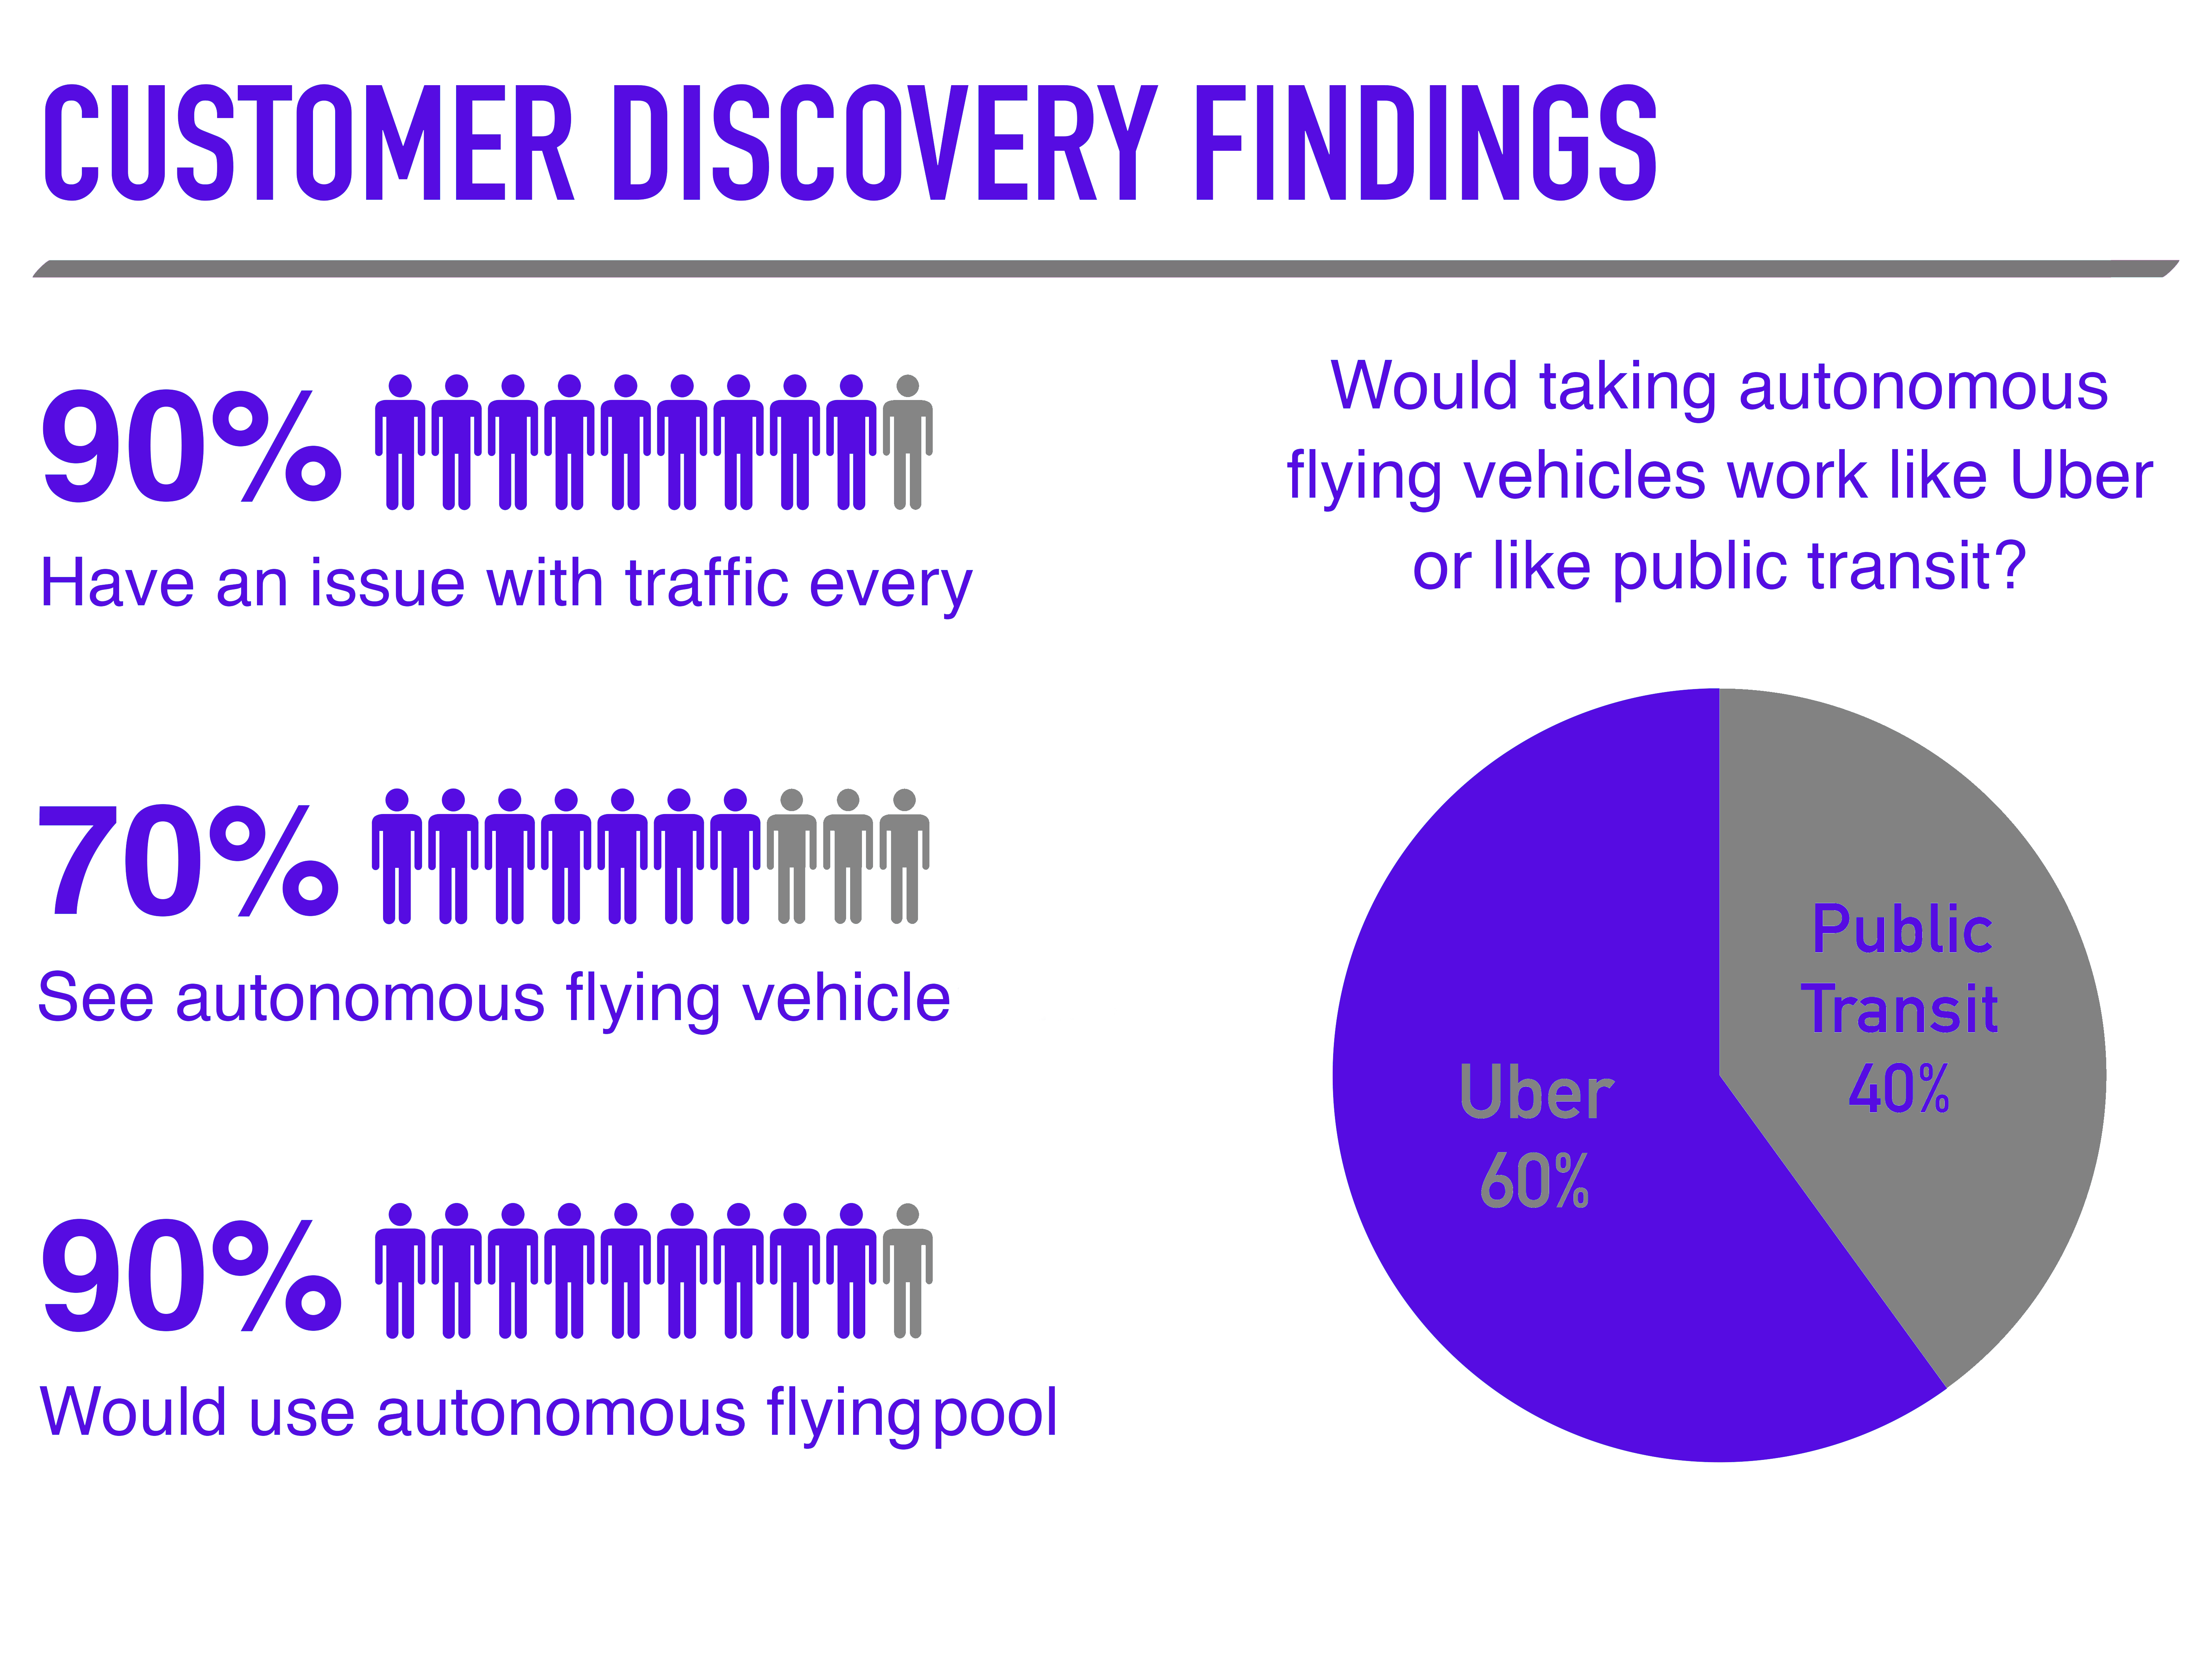 CUSTOMER DISCOVERY FINDINGS
90%
Have an issue with traffic every
70%
See autonomous flying vehicle
90%
Would use autonomous flying pool
Would taking autonomous
flying vehicles work like Uber
or like public transit?
Public
Transit
40%
Uber
60%